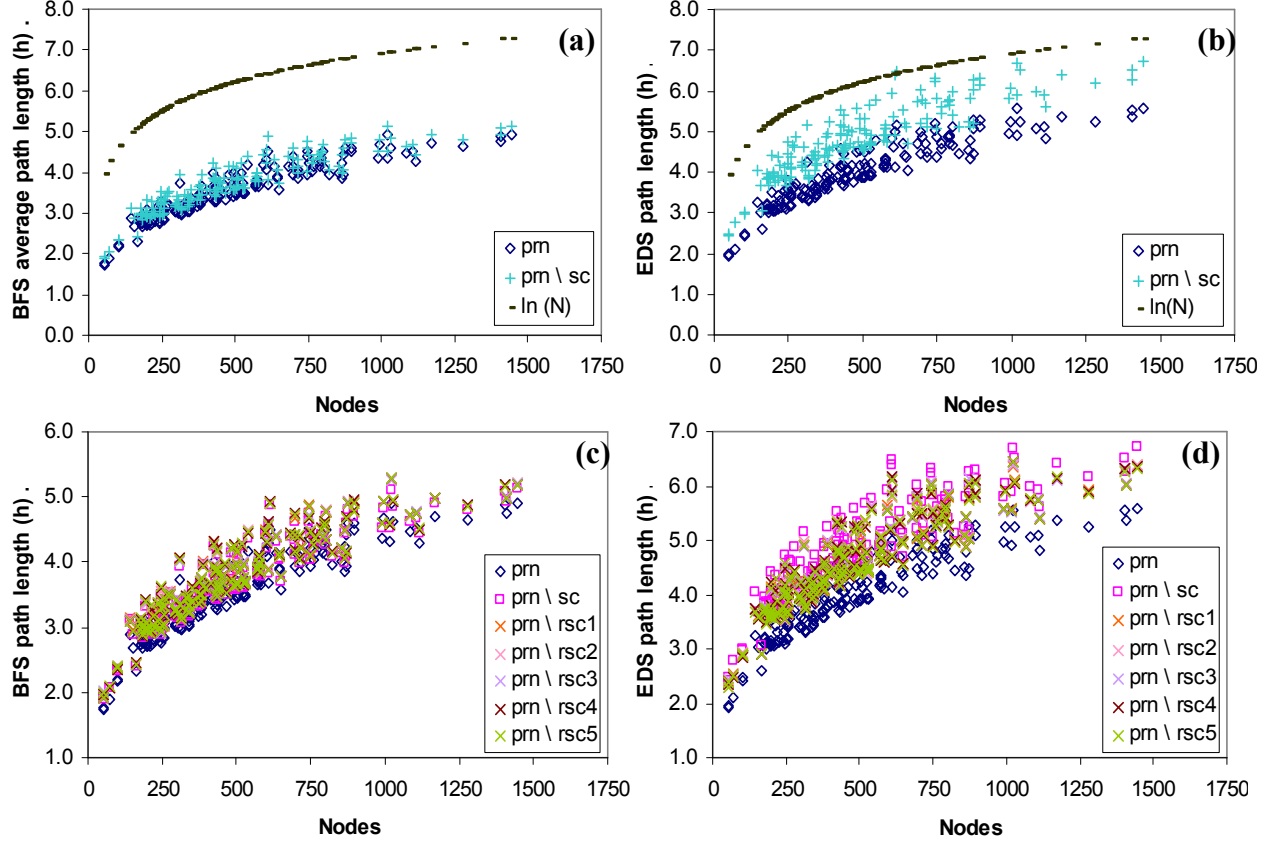 (a)
BFS average path length (h) .
8.0
7.0
6.0
5.0
4.0
3.0
2.0
1.0
0.0
prn
prn \ sc
ln (N)
0 250 500 750 1000 1250 1500 1750
Nodes
(b)
EDS path length (h) .
8.0
7.0
6.0
5.0
4.0
3.0
2.0
1.0
0.0
prn
prn \ sc
ln(N)
0 250 500 750 1000 1250 1500 1750
Nodes
(c)
BFS path length (h) .
6.0
5.0
4.0
3.0
2.0
1.0
prn
prn \ sc
prn \ rsc1
prn \ rsc2
prn \ rsc3
prn \ rsc4
prn \ rsc5
0 250 500 750 1000 1250 1500 1750
Nodes
(d)
EDS path length (h) .
7.0
6.0
5.0
4.0
3.0
2.0
1.0
prn
prn \ sc
prn \ rsc1
prn \ rsc2
prn \ rsc3
prn \ rsc4
prn \ rsc5
0 250 500 750 1000 1250 1500 1750
Nodes